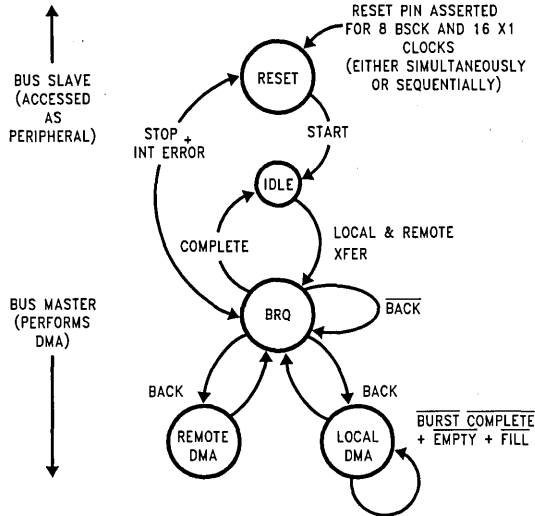 RESET PIN ASSERTED
FOR 8 BSCK AND 16 X1
CLOCKS
(EITHER SIMULTANEOUSLY
OR SEQUENTIALLY)
RESET
BUS SLAVE
(ACCESSED
AS
PERIPHERAL)
STOP +
INT ERROR
START
IDLE
COMPLETE
LOCAL & REMOTE
XFER
BUS MASTER
(PERFORMS
DMA)
BRQ
BACK
BACK
BACK
REMOTE
DMA
LOCAL
DMA
BURST COMPLETE
+ EMPTY + FILL